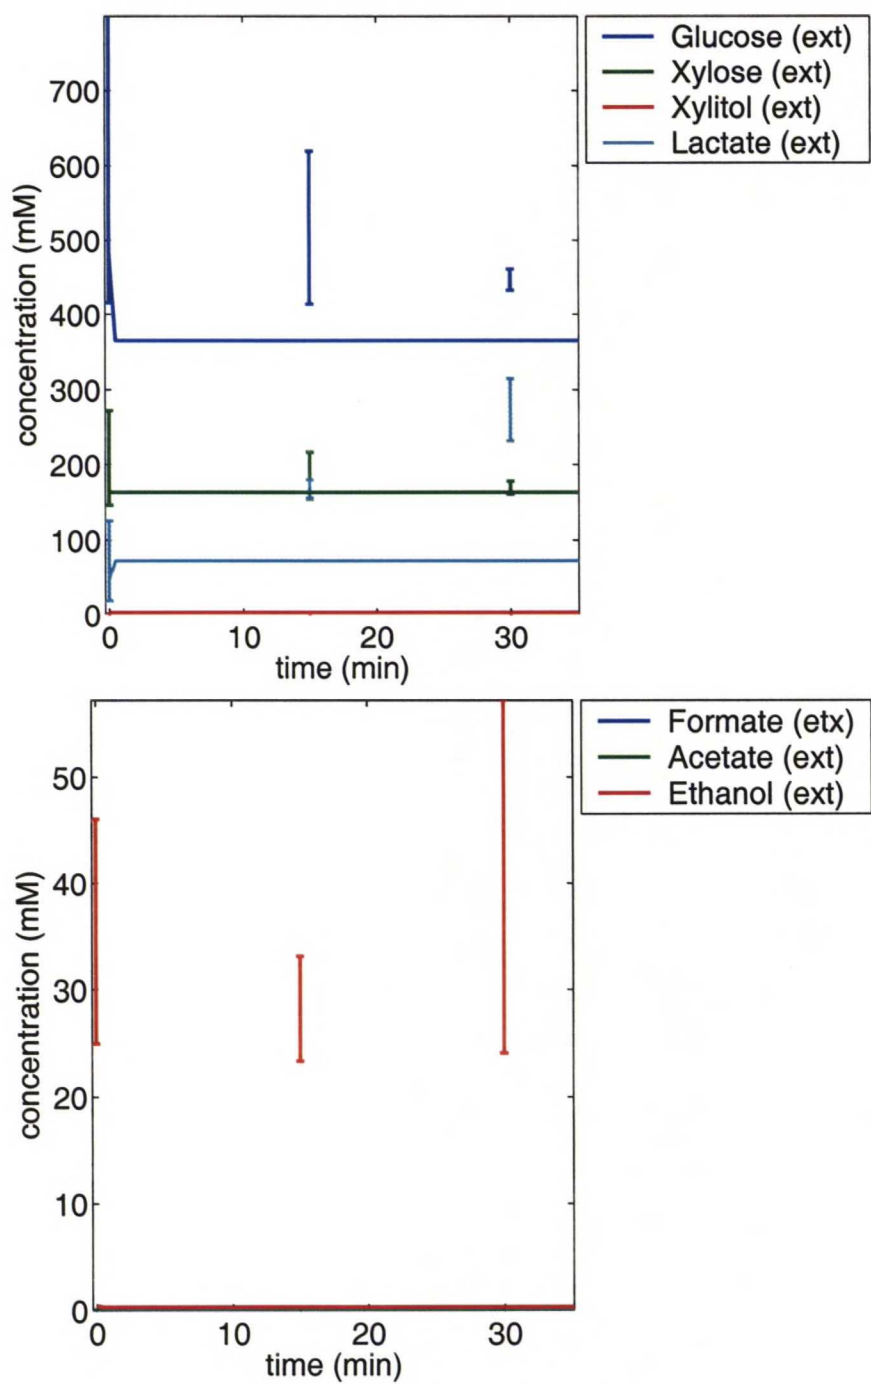 700
600
500
400
300
200
100
0
concentration (mM)
0
10
20
30
time (min)
Glucose (ext)
Xylose (ext)
Xylitol (ext)
Lactate (ext)
50
40
30
20
10
0
concentration (mM)
0
10
20
30
time (min)
Formate (etx)
Acetate (ext)
Ethanol (ext)